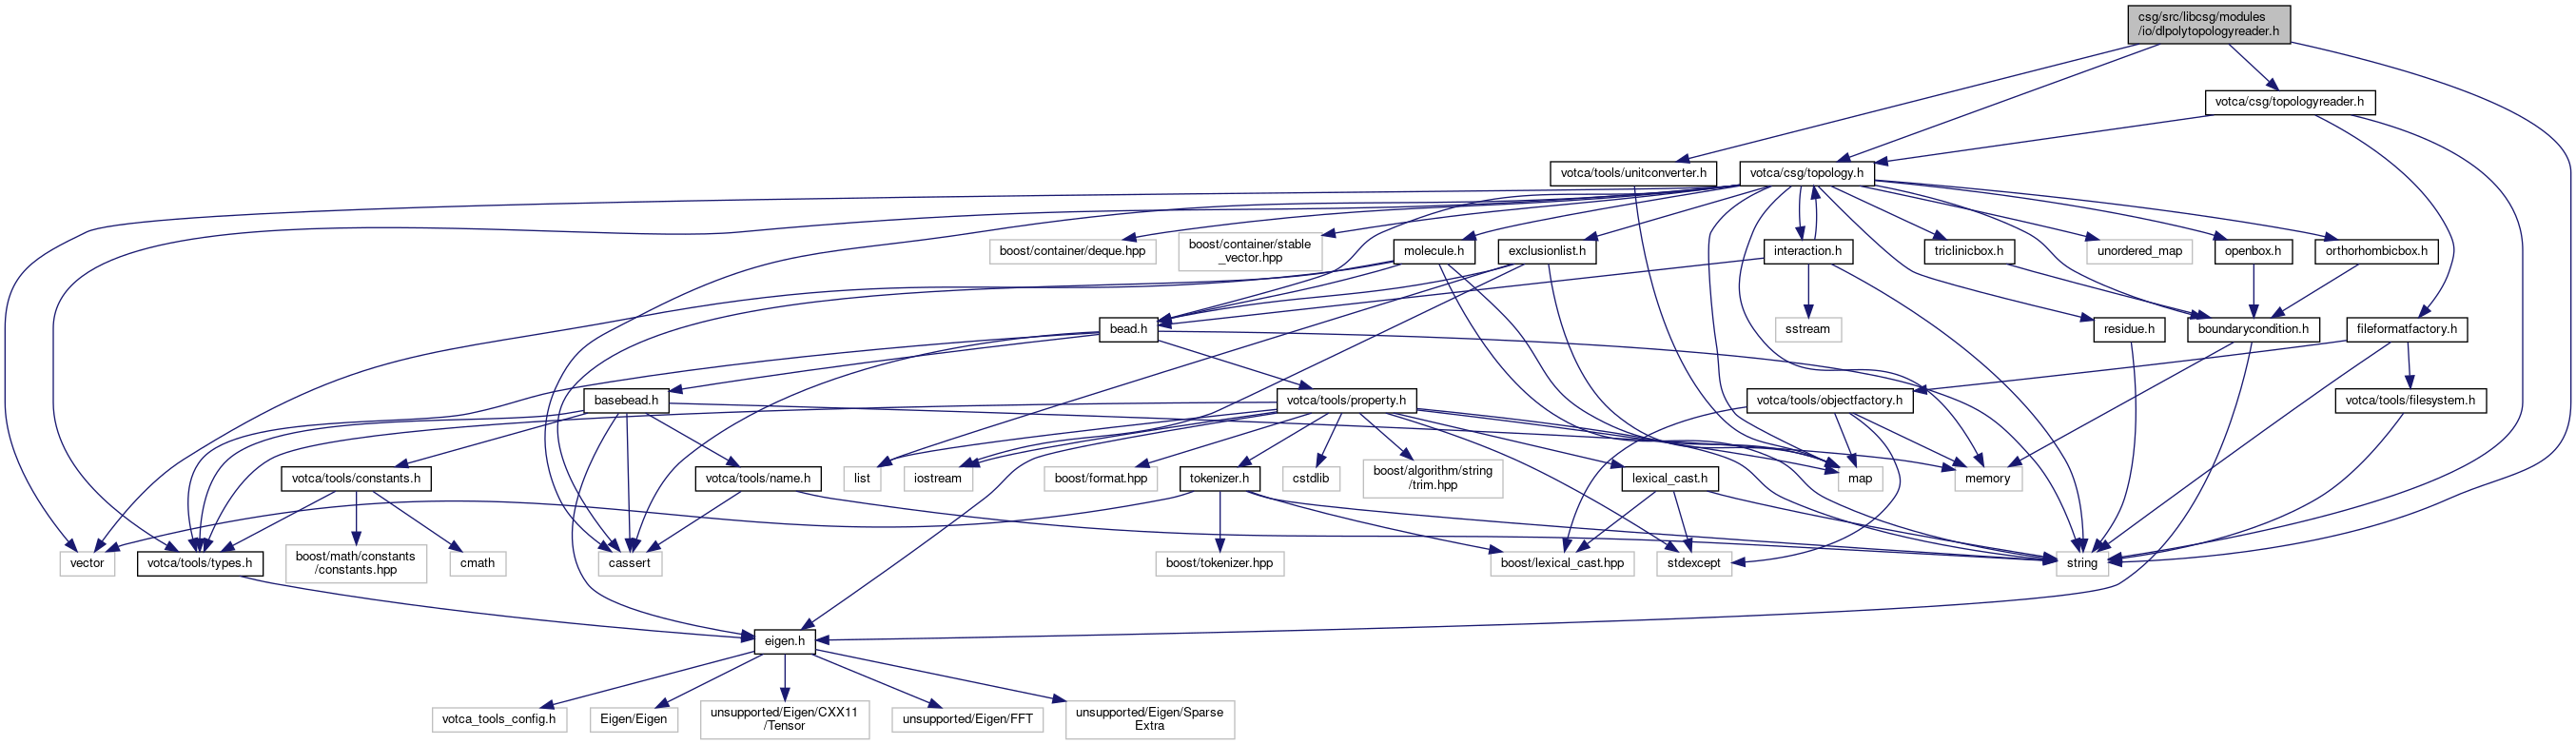 csg/src/libcsg/modules
/io/dlpolytopologyreader.h
votca/csg/topologyreader.h
votca/tools/unitconverter.h
votca/csg/topology.h
boost/container/deque.hpp
boost/container/stable
_vector.hpp
molecule.h
exclusionlist.h
interaction.h
triclinicbox.h
unordered_map
openbox.h
orthorhombicbox.h
bead.h
sstream
residue.h
boundarycondition.h
fileformatfactory.h
basebead.h
votca/tools/property.h
votca/tools/objectfactory.h
votca/tools/filesystem.h
votca/tools/constants.h
votca/tools/name.h
list
iostream
boost/format.hpp
tokenizer.h
cstdlib
boost/algorithm/string
/trim.hpp
lexical_cast.h
map
memory
vector
votca/tools/types.h
boost/math/constants
/constants.hpp
cmath
cassert
boost/tokenizer.hpp
boost/lexical_cast.hpp
stdexcept
string
eigen.h
votca_tools_config.h
Eigen/Eigen
unsupported/Eigen/CXX11
/Tensor
unsupported/Eigen/FFT
unsupported/Eigen/Sparse
Extra